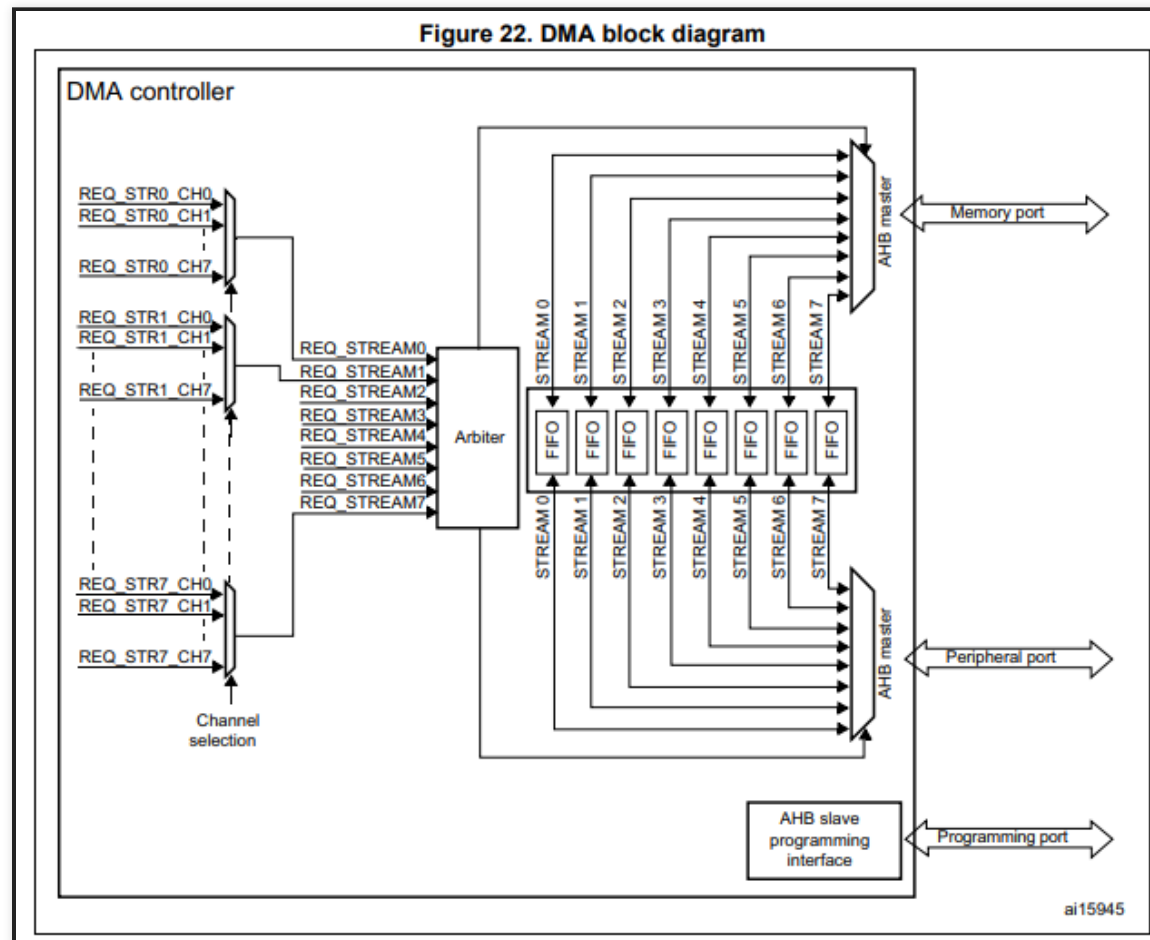 Figure 22. DMA block diagram
DMA controller
REQ_STR0_CH0
REQ_STR0_CH1
REQ_STR0_CH7
REQ_STR1_CH0
REQ_STR1_CH1
REQ_STR1_CH7
REQ_STR7_CH0
REQ_STR7_CH1
REQ_STR7_CH7
Channel
selection
REQ_STREAM0
REQ_STREAM1
REQ_STREAM2
REQ_STREAM3
REQ_STREAM4
REQ_STREAM5
REQ_STREAM6
REQ_STREAM7
Arbiter
STREAM 0
STREAM 1
STREAM 2
STREAM 3
STREAM 4
STREAM 5
STREAM 6
STREAM 7
FIFO
FIFO
FIFO
FIFO
FIFO
FIFO
FIFO
FIFO
STREAM 0
STREAM 1
STREAM 2
STREAM 3
STREAM 4
STREAM 5
STREAM 6
STREAM 7
AHB master
Memory port
AHB master
Peripheral port
AHB slave
programming
interface
Programming port
ai15945